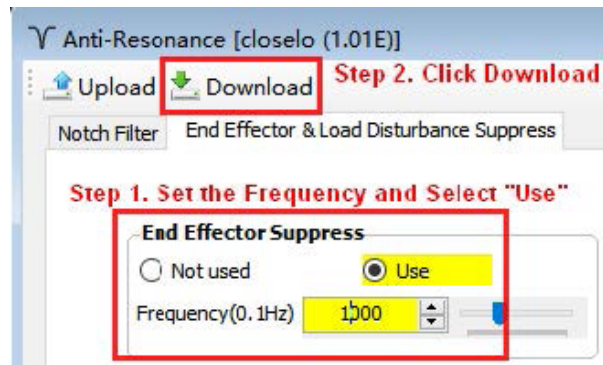 Anti-Resonance [closelo (1.01E)]
Upload Download Step 2. Click Download
Notch Filter End Effector & Load Disturbance Suppress
Step 1. Set the Frequency and Select "Use"
End Effector Suppress
Not used Use
Frequency(0.1Hz) 1000